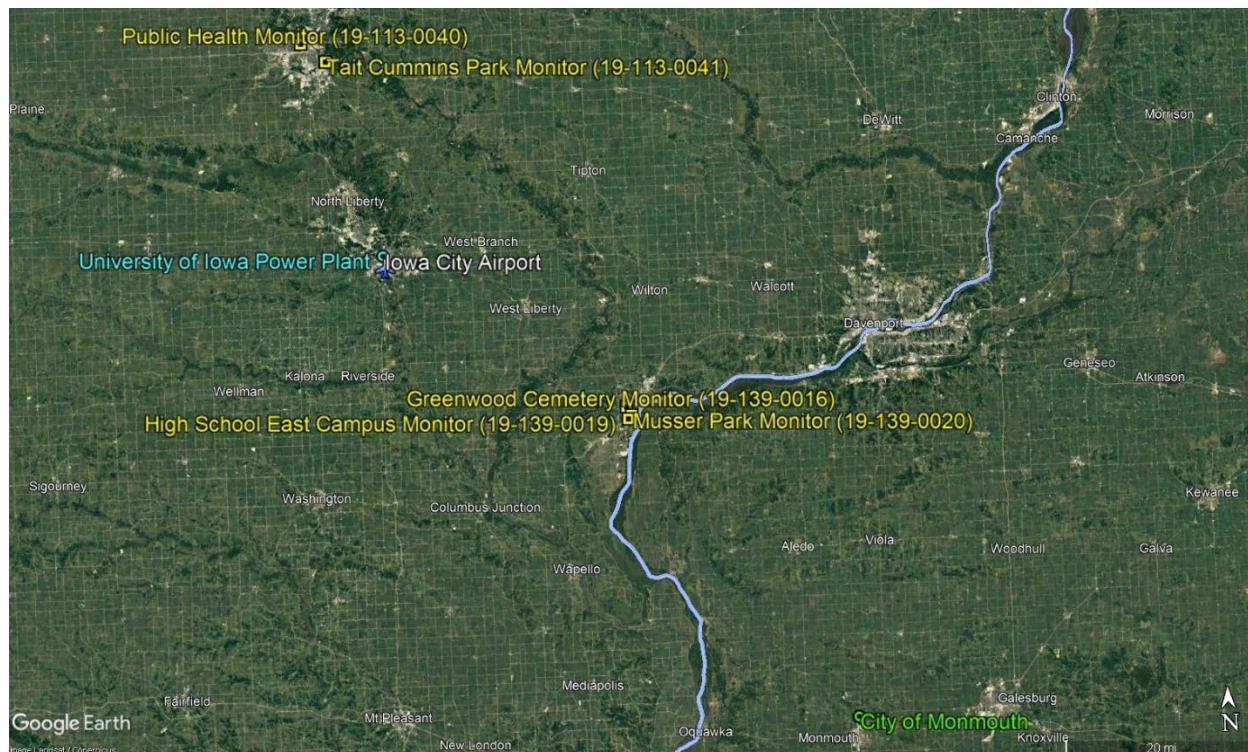 Public Health Monitor (19-113-0040)
Tait Cummins Park Monitor (19-113-0041)
Plaine
Clinton
DeWitt
Morrison
Camanche
Tipton
North Liberty
West Branch
University of Iowa Power Plant
Iowa City Airport
Wilton
Walcott
West Liberty
Davenport
Geneseo
Atkinson
Wellman
Kalona
Riverside
Greenwood Cemetery Monitor (19-139-0016)
High School East Campus Monitor (19-139-0019)
Musser Park Monitor (19-139-0020)
Sigourney
Washington
Columbus Junction
Kewanee
Aledo
Viola
Woodhull
Galva
Wapello
Mediapolis
Fairfield
Galesburg
Google Earth
Mt Pleasant
City of Monmouth
N
Oquawka
Monmouth
Knoxville
New London
20 mi
Image Landsat / Copernicus